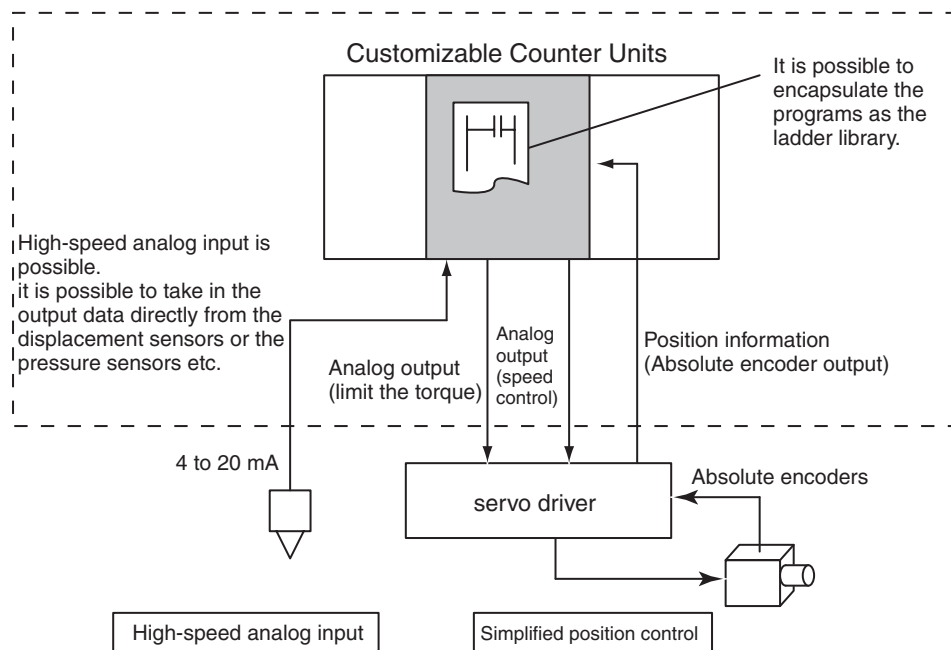 Customizable Counter Units
It is possible to
encapsulate the
programs as the
ladder library.
High-speed analog input is
possible.
it is possible to take in the
output data directly from the
displacement sensors or the
pressure sensors etc.
Analog output
(limit the torque)
Analog
output
(speed
control)
Position information
(Absolute encoder output)
4 to 20 mA
servo driver
Absolute encoders
High-speed analog input
Simplified position control